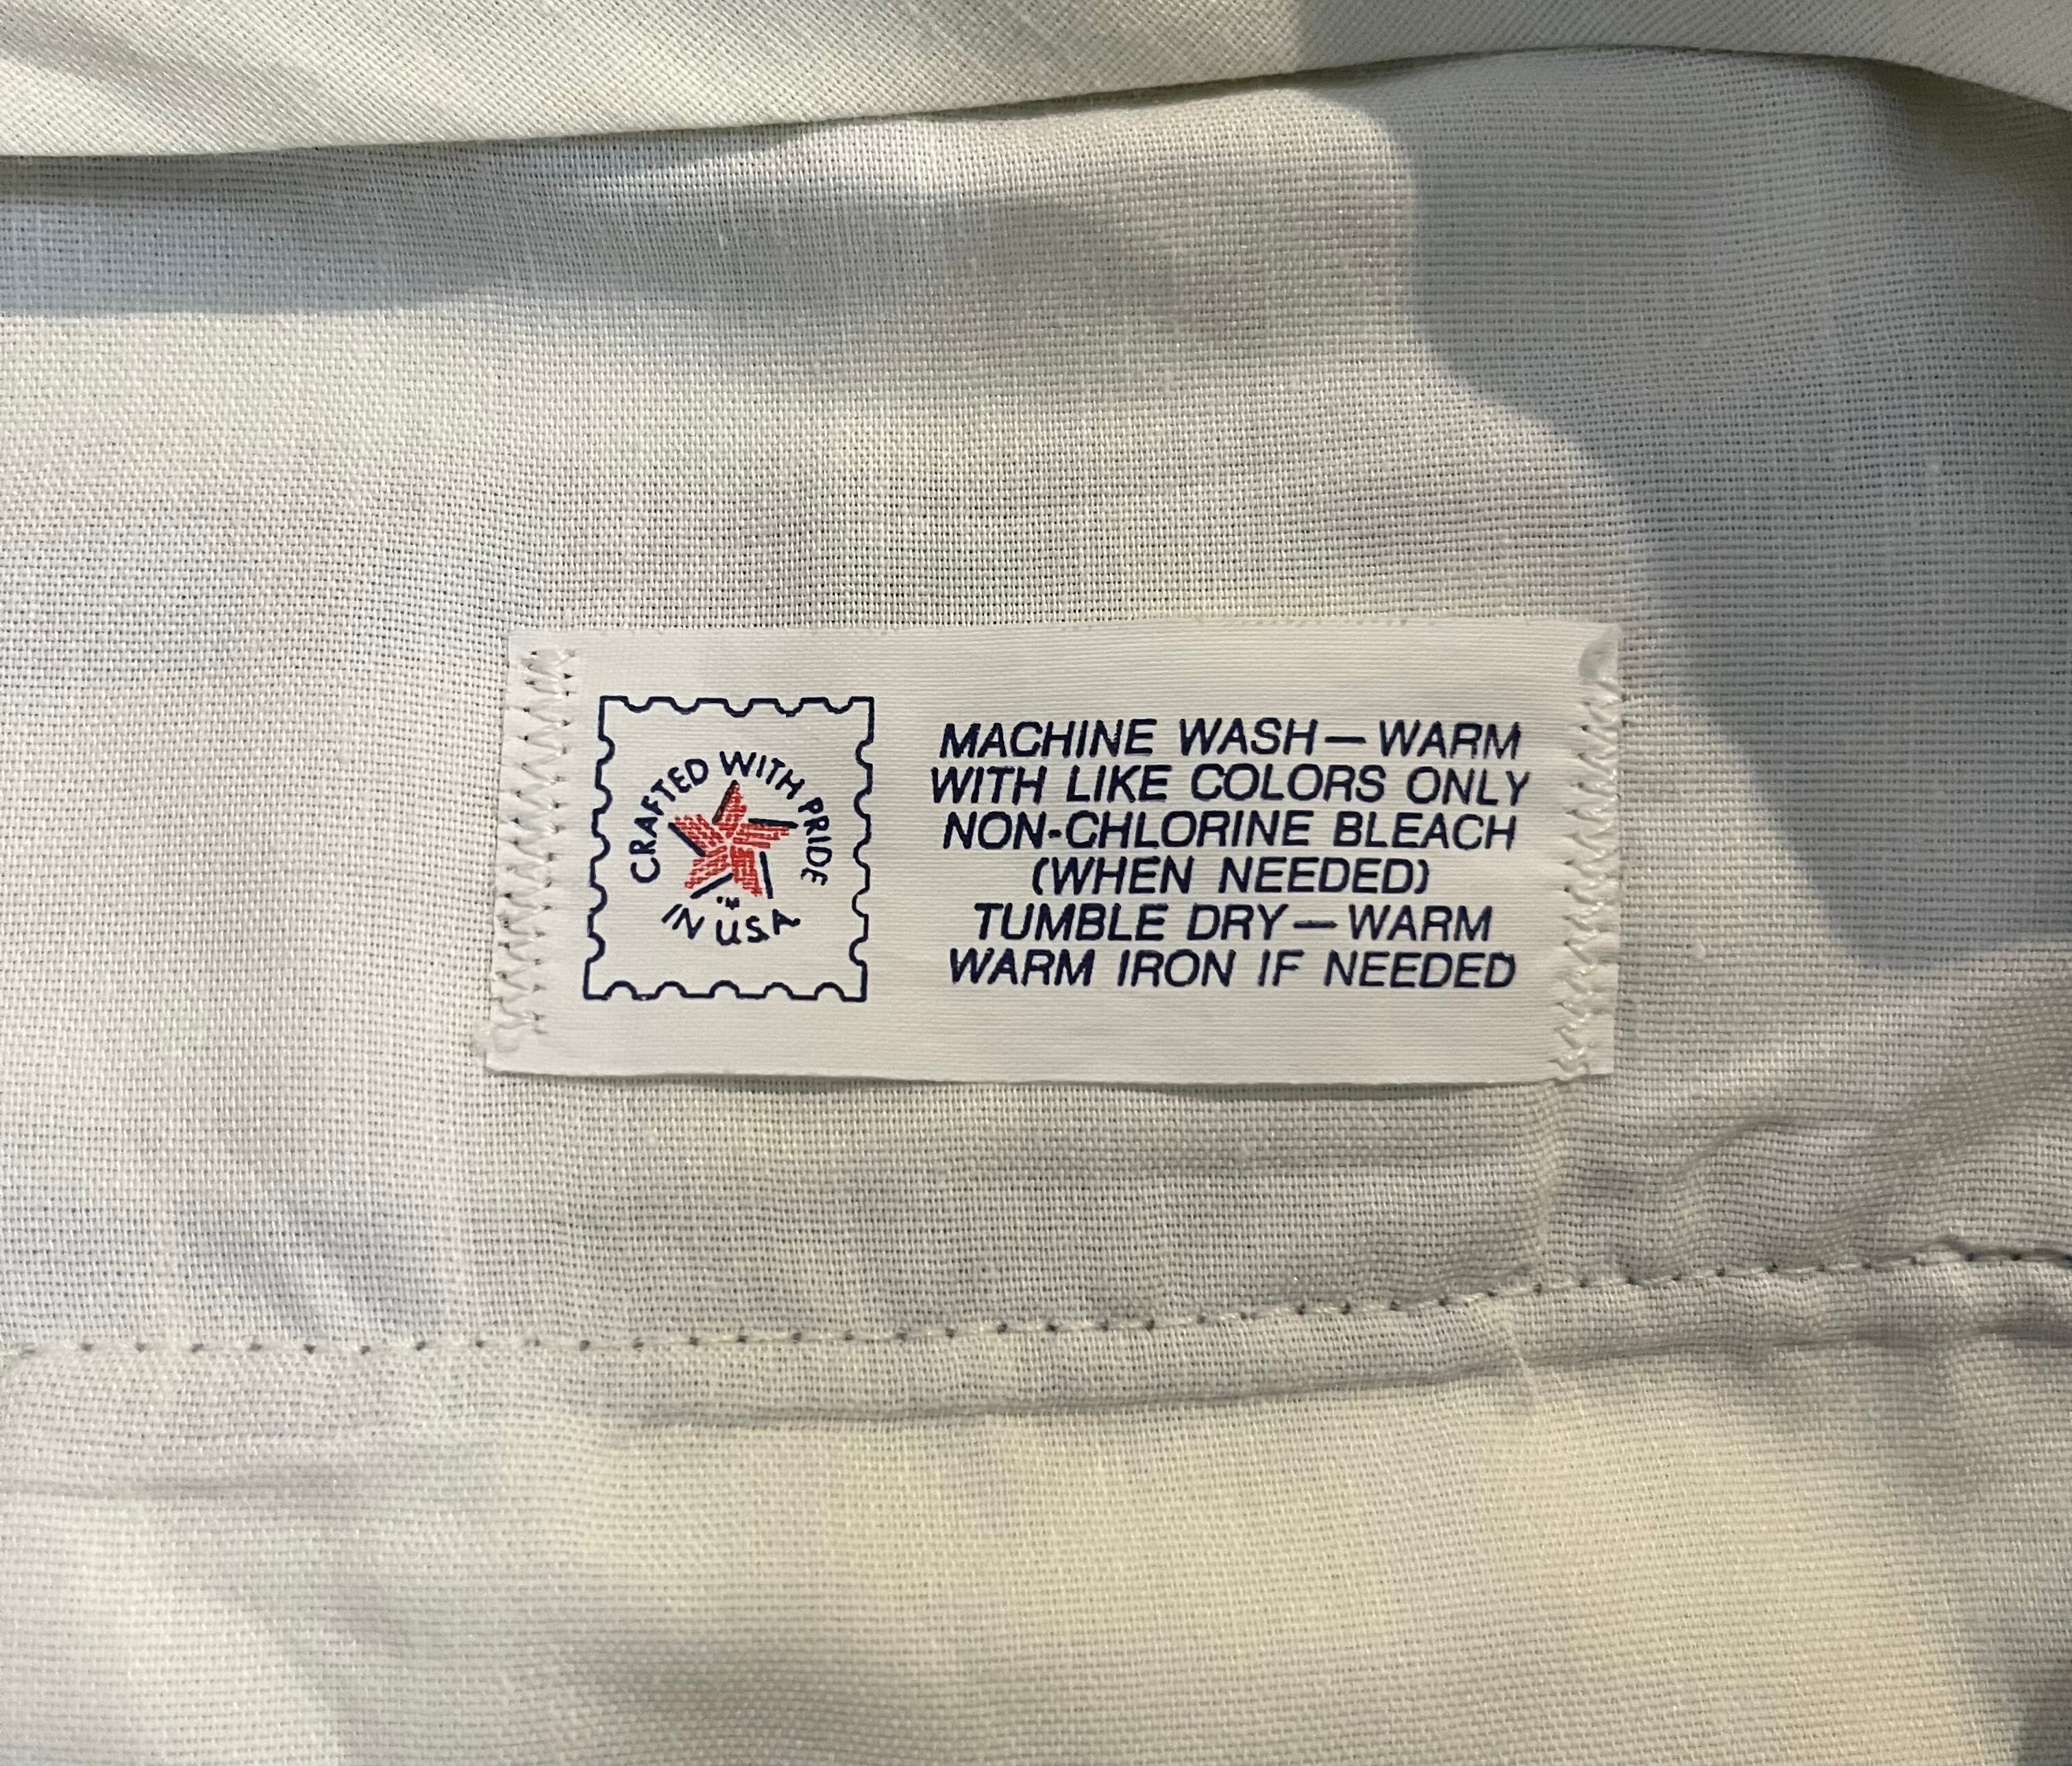 CRAFTED WITH PRIDE
IN USA
MACHINE WASH—WARM
WITH LIKE COLORS ONLY
NON-CHLORINE BLEACH
(WHEN NEEDED)
TUMBLE DRY—WARM
WARM IRON IF NEEDED